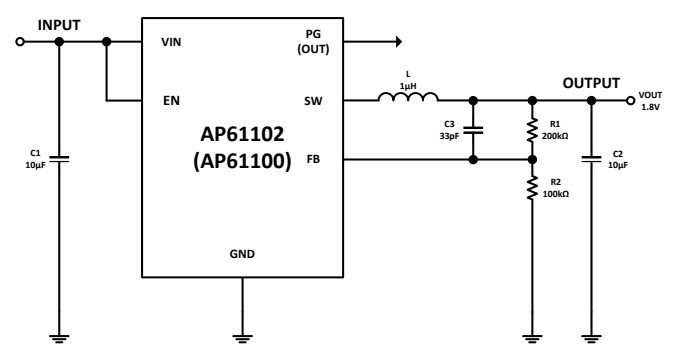 INPUT
VIN
PG
(OUT)
L
1µH
OUTPUT
EN
SW
VOUT
1.8V
C3
33pF
R1
200kΩ
AP61102
(AP61100)
FB
C1
10µF
C2
10µF
R2
100kΩ
GND